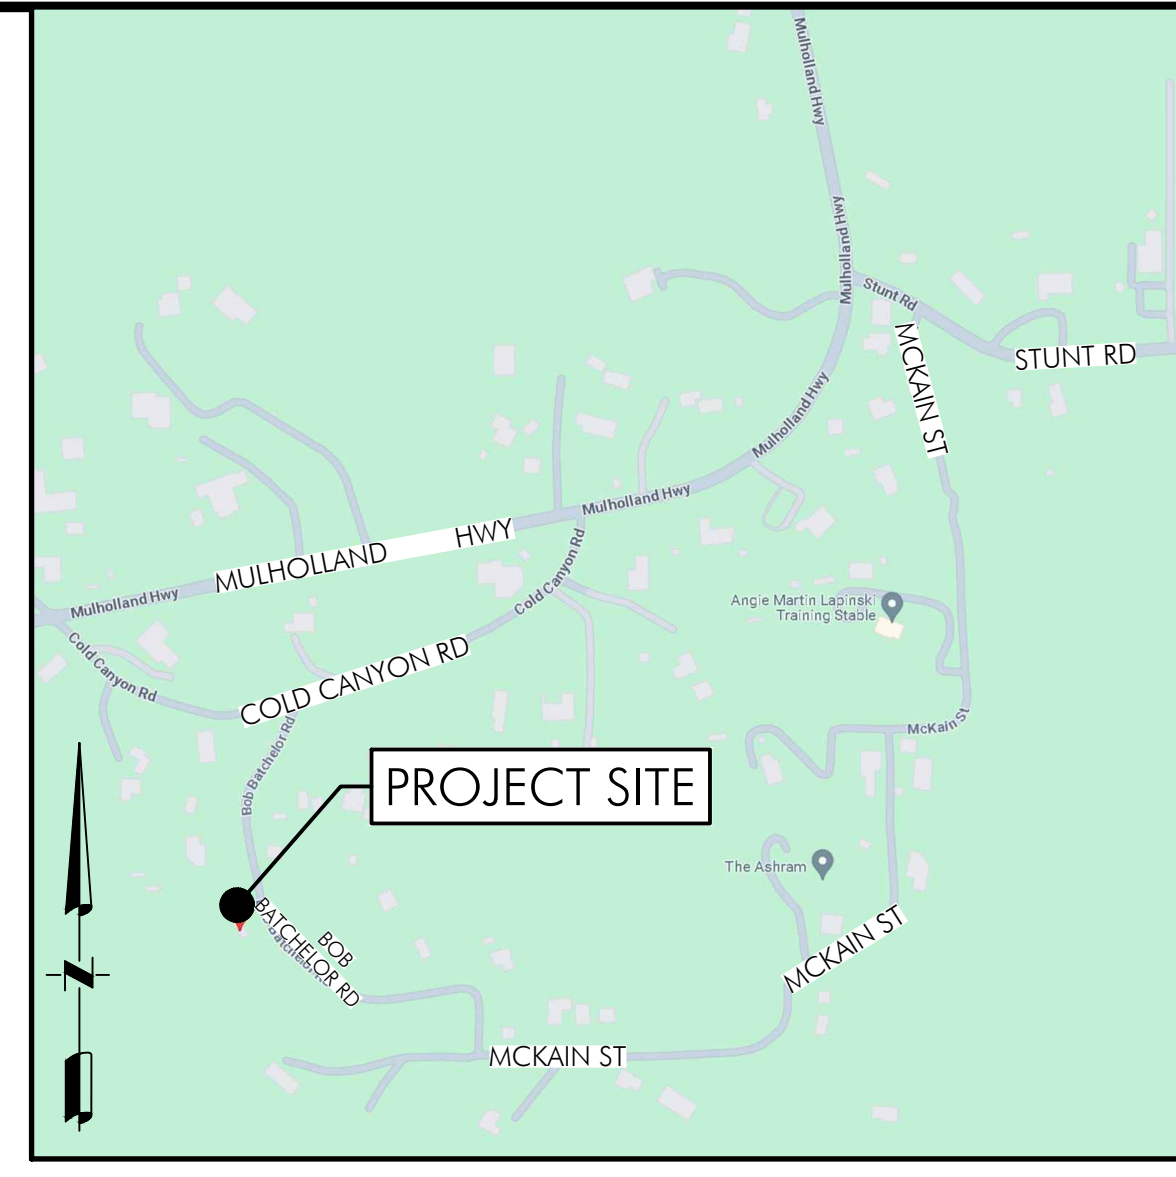 Mulholland Hwy
Mulholland Hwy
Stunt Rd
MCKAIN ST
STUNT RD
Mulholland Hwy
Mulholland Hwy
MULHOLLAND HWY
Cold Canyon Rd
Mulholland Hwy
Angie Martin Lapinski
Training Stable
Cold Canyon Rd
COLD CANYON RD
McKain St
Bob Batchelor Rd
PROJECT SITE
The Ashram
BOB
BATCHELOR RD
MCKAIN ST
N
MCKAIN ST